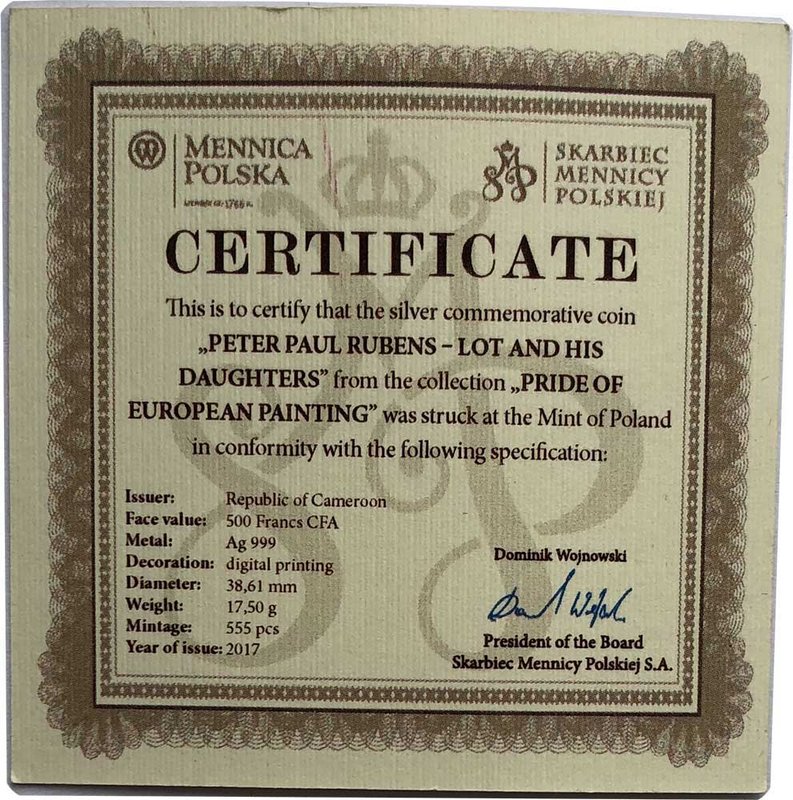 MENNICA
POLSKA
1766 R.
SKARBIEC
MENNICY
POLSKIEJ
CERTIFICATE
This is to certify that the silver commemorative coin
„PETER PAUL RUBENS – LOT AND HIS
DAUGHTERS” from the collection „PRIDE OF
EUROPEAN PAINTING” was struck at the Mint of Poland
in conformity with the following specification:
Issuer: Republic of Cameroon
Face value: 500 Francs CFA
Metal: Ag 999
Decoration: digital printing
Diameter: 38,61 mm
Weight: 17,50 g
Mintage: 555 pcs
Year of issue: 2017
Dominik Wojnowski
President of the Board
Skarbiec Mennicy Polskiej S.A.